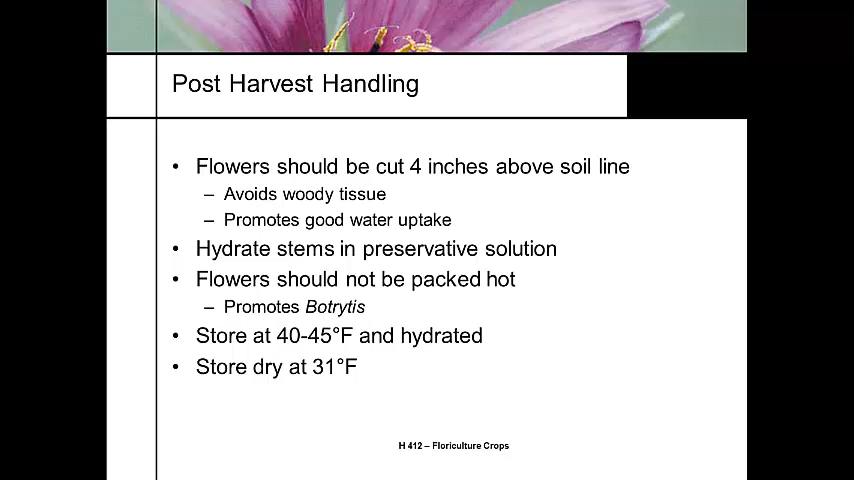 Post Harvest Handling
• Flowers should be cut 4 inches above soil line
– Avoids woody tissue
– Promotes good water uptake
• Hydrate stems in preservative solution
• Flowers should not be packed hot
– Promotes Botrytis
• Store at 40-45°F and hydrated
• Store dry at 31°F
H 412 – Floriculture Crops